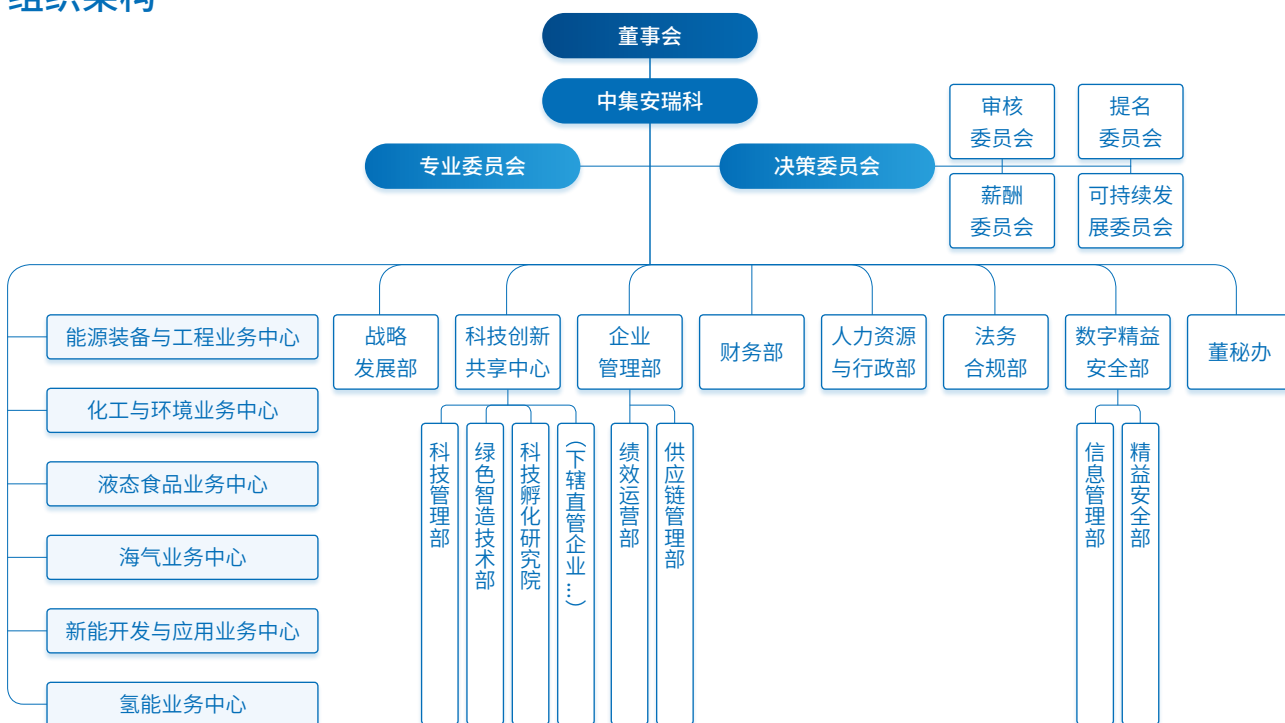 组织架构
董事会
中集安瑞科
专业委员会
决策委员会
审核
委员会
提名
委员会
薪酬
委员会
可持续发
展委员会
能源装备与工程业务中心
化工与环境业务中心
液态食品业务中心
海气业务中心
新能开发与应用业务中心
氢能业务中心
战略
发展部
科技创新
共享中心
企业
管理部
财务部
人力资源
与行政部
法务
合规部
数字精益
安全部
董秘办
科技管理部
绿色智造技术部
科技孵化研究院
（下辖直管企业…）
绩效运营部
供应链管理部
信息管理部
精益安全部